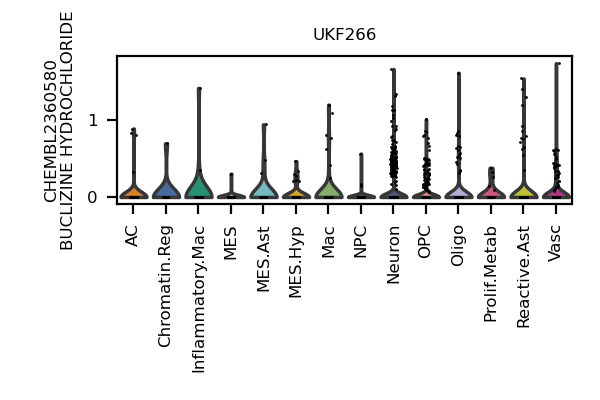 UKF266
CHEMBL2360580
BUCLIZINE HYDROCHLORIDE
1
0
AC
Chromatin.Reg
Inflammatory.Mac
MES
MES.Ast
MES.Hyp
Mac
NPC
Neuron
OPC
Oligo
Prolif.Metab
Reactive.Ast
Vasc